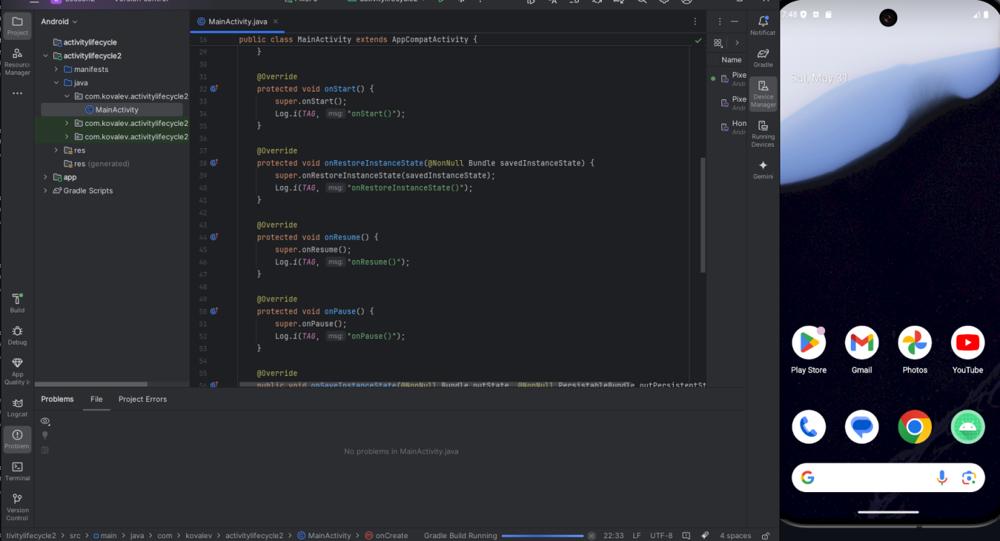 Project
Resourc
Manager
Build
Debug
App
Quality In
Logcat
Problem
Terminal
Version
Control
Android
activitylifecycle
activitylifecycle2
manifests
java
com.kovalev.activitylifecycle2
MainActivity
com.kovalev.activitylifecycle2
com.kovalev.activitylifecycle2
res
res (generated)
app
Gradle Scripts
MainActivity.java
16 public class MainActivity extends AppCompatActivity {
29 }
30
31 @Override
32 protected void onStart() {
33 super.onStart();
34 Log.i(TAG, msg: "onStart()");
35 }
36
37 @Override
38 protected void onRestoreInstanceState(@NonNull Bundle savedInstanceState) {
39 super.onRestoreInstanceState(savedInstanceState);
40 Log.i(TAG, msg: "onRestoreInstanceState()");
41 }
42
43 @Override
44 protected void onResume() {
45 super.onResume();
46 Log.i(TAG, msg: "onResume()");
47 }
48
49 @Override
50 protected void onPause() {
51 super.onPause();
52 Log.i(TAG, msg: "onPause()");
53 }
54
55 @Override
56 public void onSaveInstanceState(@NonNull Bundle outState, @NonNull PersistableBundle outPersistentSt
Name
Pixe
Andr
Pixe
Andr
Hon
Andr
Notificat
Gradle
Device
Manager
Running
Devices
Gemini
Problems File Project Errors
No problems in MainActivity.java
tivitylifecycle2 > src > main > java > com > kovalev > activitylifecycle2 > MainActivity > onCreate Gradle Build Running 22:33 LF UTF-8 4 spaces
7:48
Sat, May 31
Play Store Gmail Photos YouTube